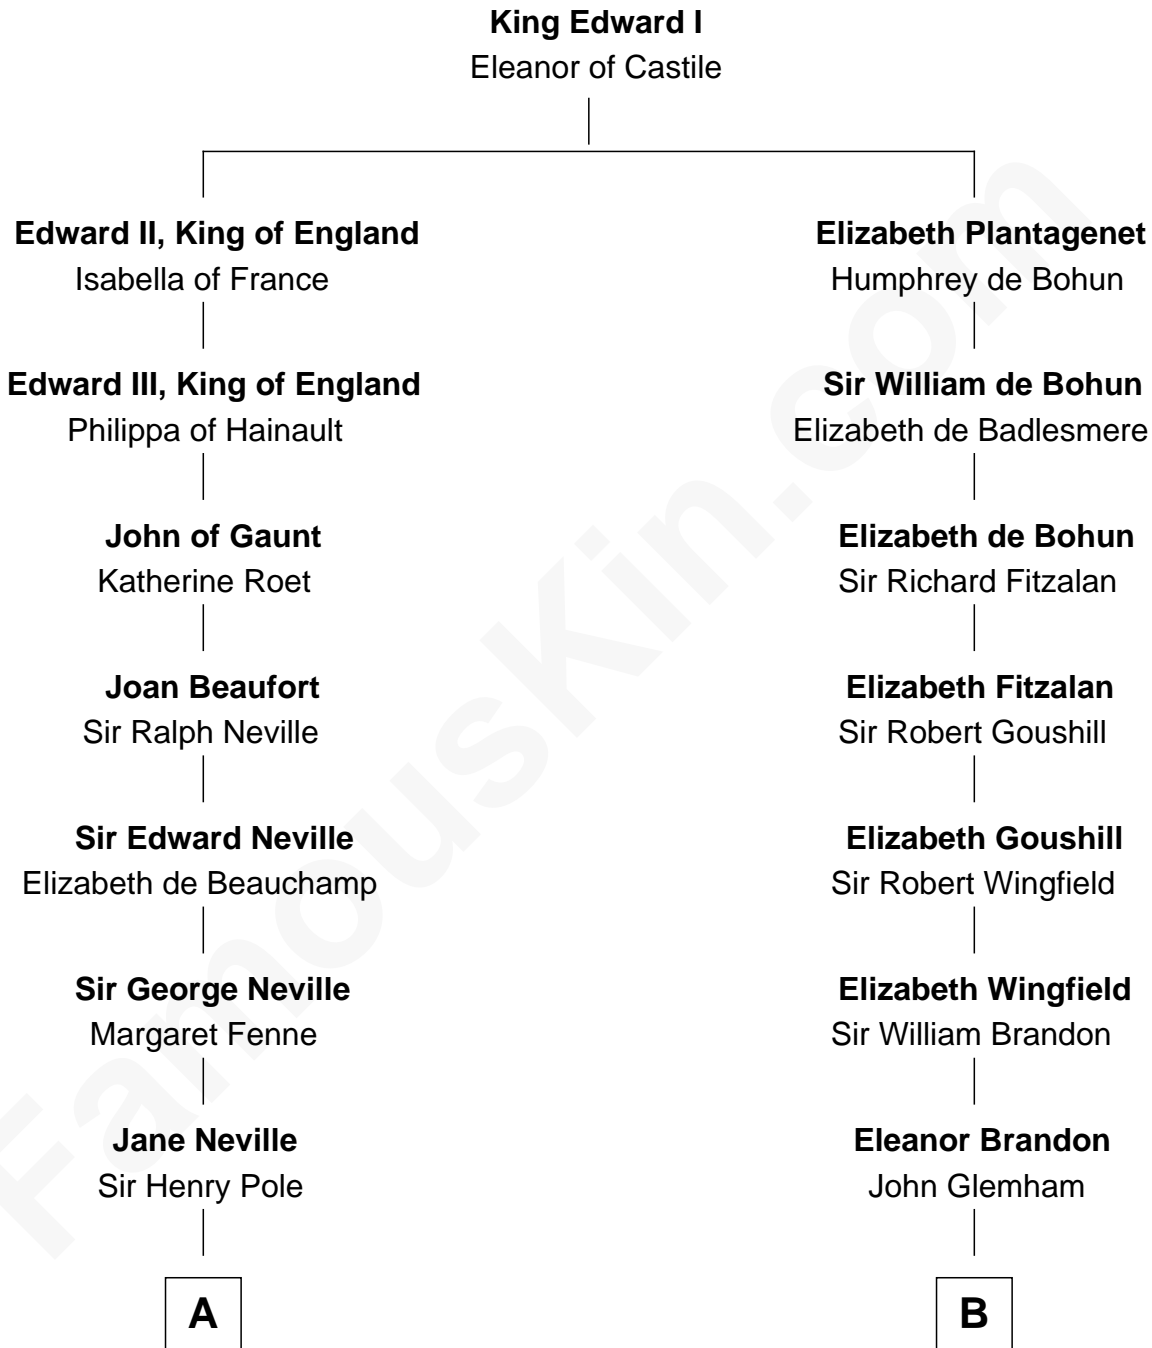 King Edward I
Eleanor of Castile
Edward II, King of England
Isabella of France
Edward III, King of England
Philippa of Hainault
John of Gaunt
Katherine Roet
Joan Beaufort
Sir Ralph Neville
Sir Edward Neville
Elizabeth de Beauchamp
Sir George Neville
Margaret Fenne
Jane Neville
Sir Henry Pole
A
Elizabeth Plantagenet
Humphrey de Bohun
Sir William de Bohun
Elizabeth de Badlesmere
Elizabeth de Bohun
Sir Richard Fitzalan
Elizabeth Fitzalan
Sir Robert Goushill
Elizabeth Goushill
Sir Robert Wingfield
Elizabeth Wingfield
Sir William Brandon
Eleanor Brandon
John Glemham
B
FamousKin.com